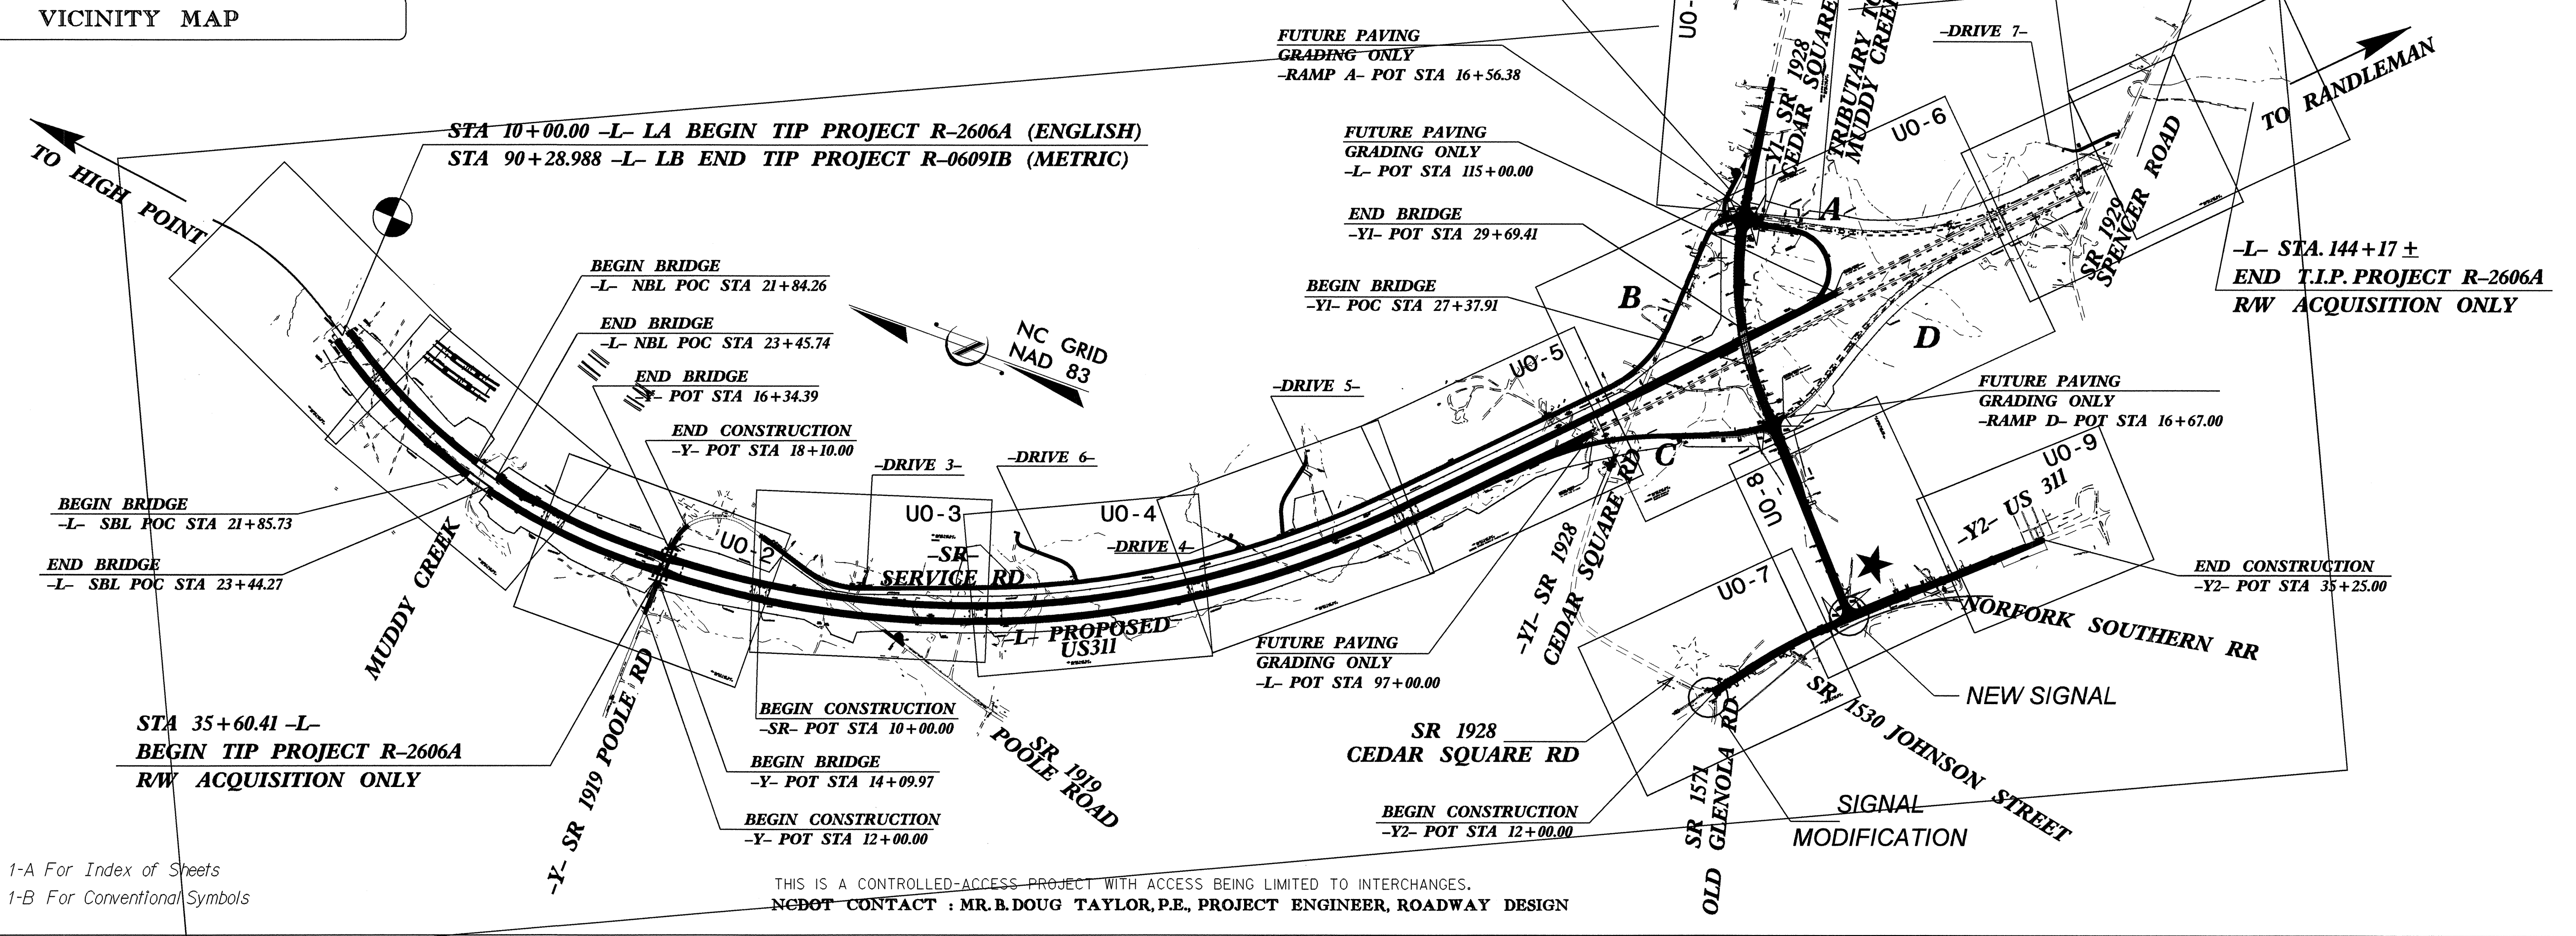 VICINITY MAP
FUTURE PAVING
GRADING ONLY
-RAMP A- POT STA 16+56.38
FUTURE PAVING
GRADING ONLY
-L- POT STA 115+00.00
END BRIDGE
-Y1- POT STA 29+69.41
BEGIN BRIDGE
-Y1- POC STA 27+37.91
-DRIVE 7-
UO-
-Y1- SR 1928
CEDAR SQUARE
TRIBUTARY TO
MUDDY CREEK
UO-6
TO RANDLEMAN
SR 1929
SPENCER ROAD
-L- STA. 144+17 ±
END T.I.P. PROJECT R-2606A
R/W ACQUISITION ONLY
TO HIGH POINT
STA 10+00.00 -L- LA BEGIN TIP PROJECT R-2606A (ENGLISH)
STA 90+28.988 -L- LB END TIP PROJECT R-0609IB (METRIC)
BEGIN BRIDGE
-L- NBL POC STA 21+84.26
END BRIDGE
-L- NBL POC STA 23+45.74
END BRIDGE
-Y- POT STA 16+34.39
END CONSTRUCTION
-Y- POT STA 18+10.00
NC GRID
NAD 83
-DRIVE 3-
-DRIVE 6-
-DRIVE 5-
-DRIVE 4-
A
B
C
D
UO-5
UO-2
UO-3
UO-4
-SR-
SERVICE RD
-L- PROPOSED
US311
BEGIN BRIDGE
-L- SBL POC STA 21+85.73
END BRIDGE
-L- SBL POC STA 23+44.27
MUDDY CREEK
FUTURE PAVING
GRADING ONLY
-RAMP D- POT STA 16+67.00
UO-8
UO-9
-Y2- US 311
END CONSTRUCTION
-Y2- POT STA 35+25.00
NORFORK SOUTHERN RR
UO-7
-Y1- SR 1928
CEDAR SQUARE RD
NEW SIGNAL
FUTURE PAVING
GRADING ONLY
-L- POT STA 97+00.00
STA 35+60.41 -L-
BEGIN TIP PROJECT R-2606A
R/W ACQUISITION ONLY
-Y- SR 1919 POOLE RD
BEGIN CONSTRUCTION
-SR- POT STA 10+00.00
BEGIN BRIDGE
-Y- POT STA 14+09.97
BEGIN CONSTRUCTION
-Y- POT STA 12+00.00
SR 1919
POOLE ROAD
SR 1928
CEDAR SQUARE RD
BEGIN CONSTRUCTION
-Y2- POT STA 12+00.00
SR 1571
OLD GLENOLA RD
SR 1530 JOHNSON STREET
SIGNAL
MODIFICATION
1-A For Index of Sheets
1-B For Conventional Symbols
THIS IS A CONTROLLED-ACCESS PROJECT WITH ACCESS BEING LIMITED TO INTERCHANGES.
NCDOT CONTACT : MR. B. DOUG TAYLOR, P.E., PROJECT ENGINEER, ROADWAY DESIGN